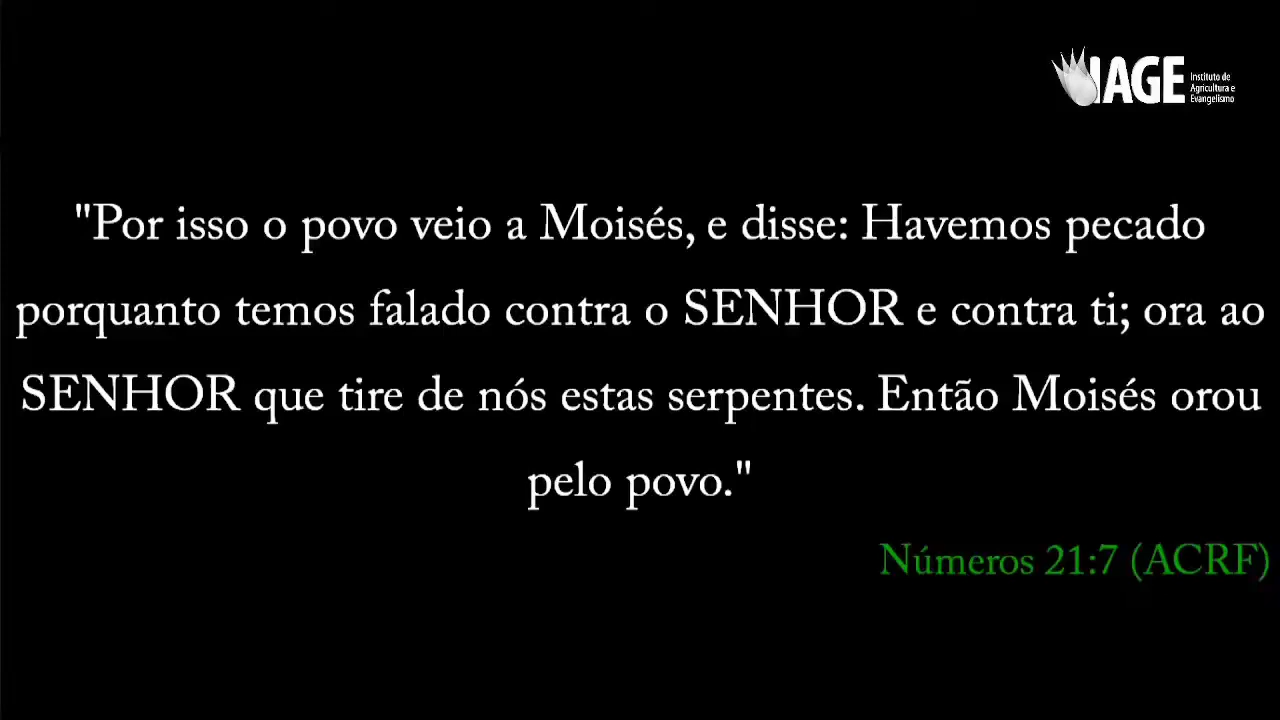 IAGE
Instituto de
Agricultura e
Evangelismo
"Por isso o povo veio a Moisés, e disse: Havemos pecado
porquanto temos falado contra o SENHOR e contra ti; ora ao
SENHOR que tire de nós estas serpentes. Então Moisés orou
pelo povo."
Números 21:7 (ACRF)